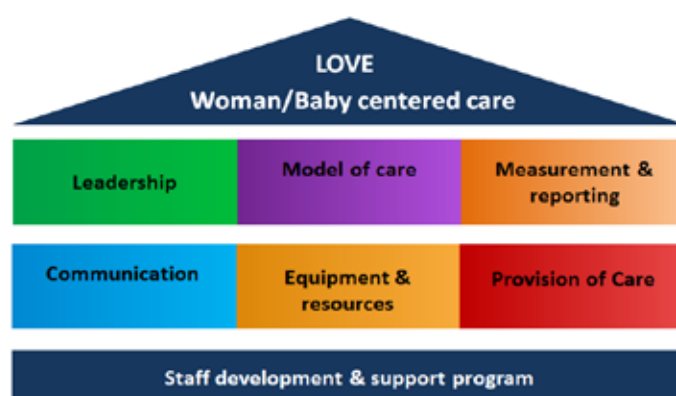 LOVE
Woman/Baby centered care
Leadership
Model of care
Measurement &
reporting
Communication
Equipment &
resources
Provision of Care
Staff development & support program